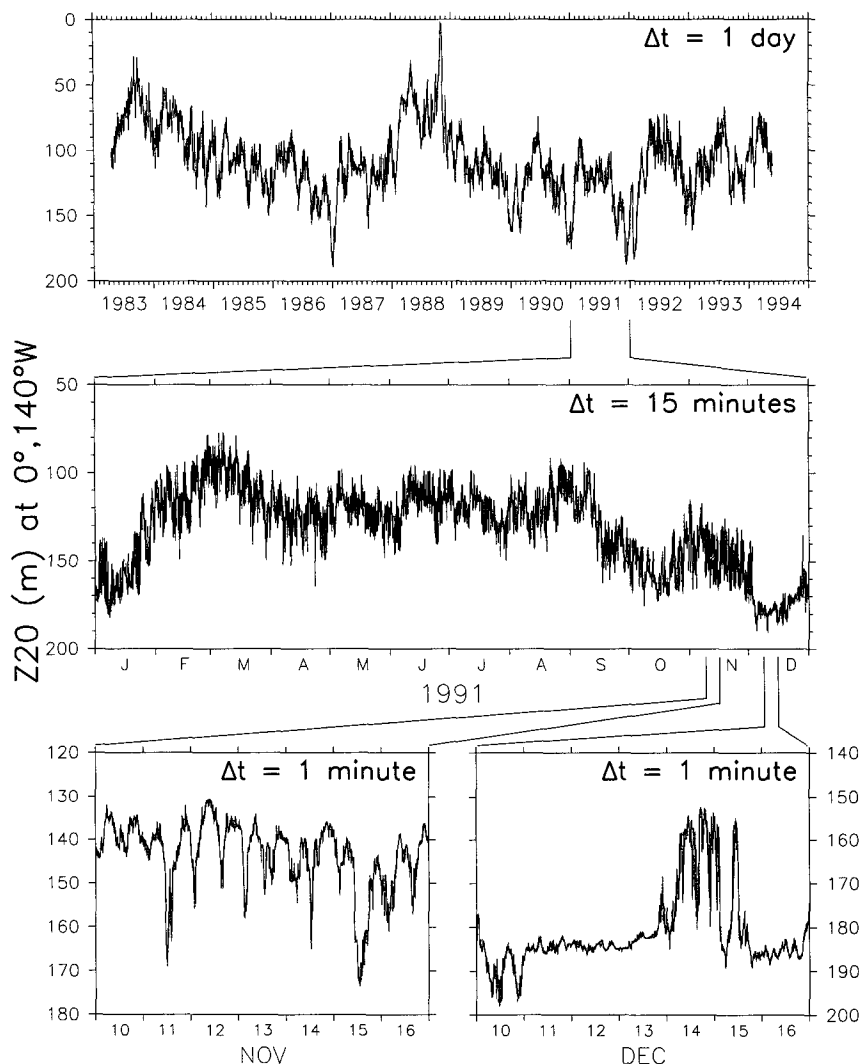 Z20 (m) at 0°,140°W
Δt = 1 day
0
50
100
150
200
1983 1984 1985 1986 1987 1988 1989 1990 1991 1992 1993 1994
Δt = 15 minutes
50
100
150
200
J F M A M J J A S O N D
1991
Δt = 1 minute
120
130
140
150
160
170
180
10 11 12 13 14 15 16
NOV
Δt = 1 minute
140
150
160
170
180
190
200
10 11 12 13 14 15 16
DEC